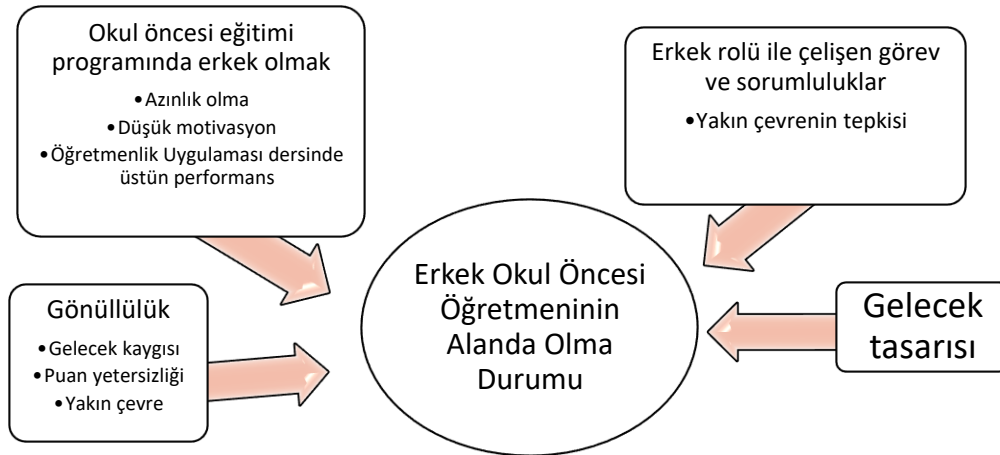 Okul öncesi eğitimi
programında erkek olmak
•Azınlık olma
•Düşük motivasyon
•Öğretmenlik Uygulaması dersinde
üstün performans
Erkek rolü ile çelişen görev
ve sorumluluklar
•Yakın çevrenin tepkisi
Gönüllülük
•Gelecek kaygısı
•Puan yetersizliği
•Yakın çevre
Erkek Okul Öncesi
Öğretmeninin
Alanda Olma
Durumu
Gelecek
tasarısı